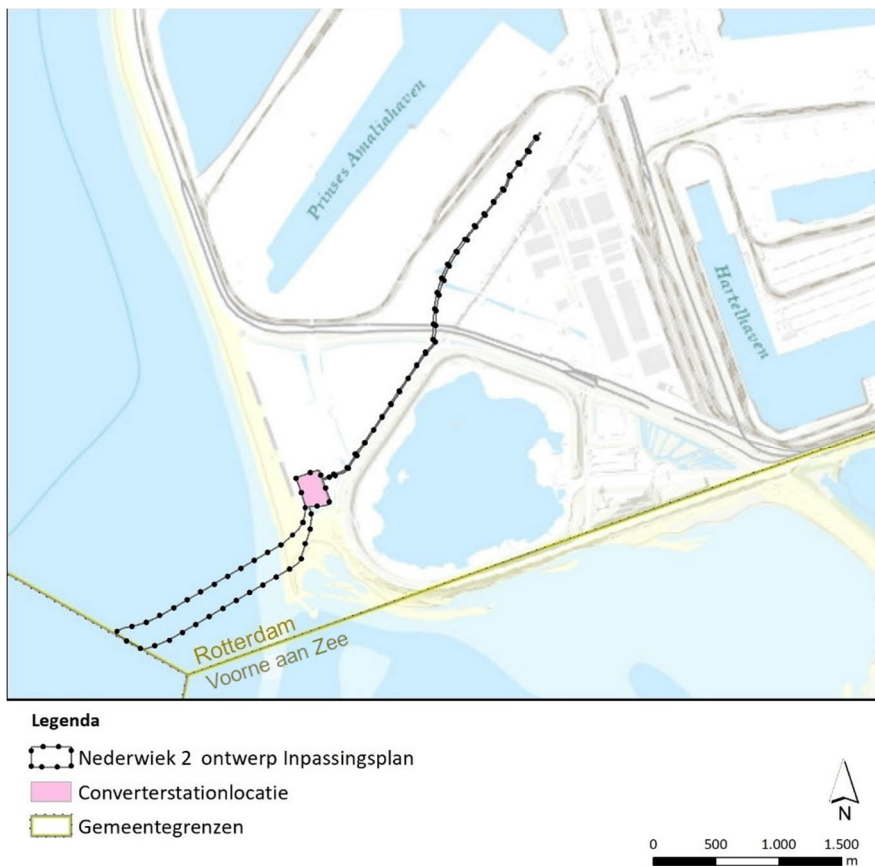 Prinses Amaliahaven
Hartelhaven
Rotterdam
Voorne aan Zee
Legenda
Nederwiek 2 ontwerp Inpassingsplan
Converterstationlocatie
Gemeentegrenzen
N
0 500 1.000 1.500
m